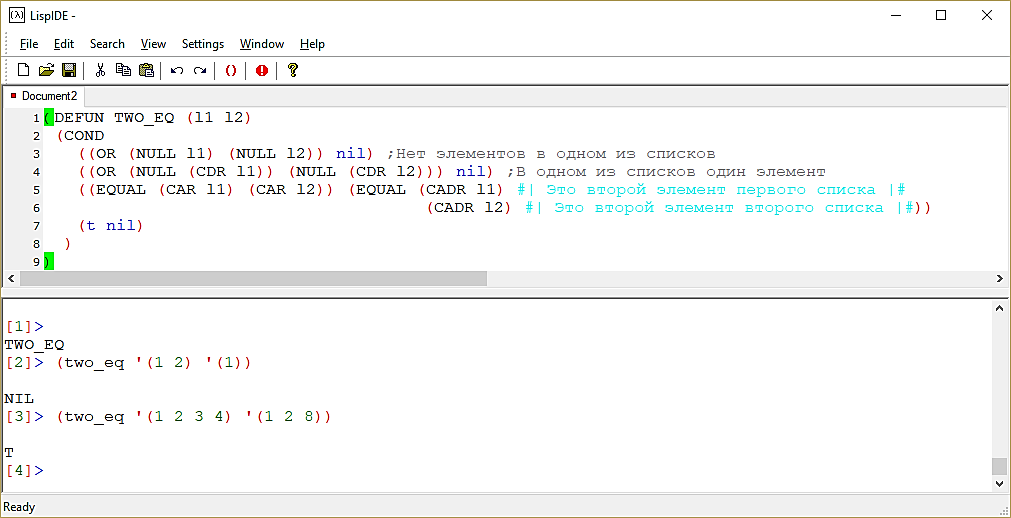 LispIDE -
File Edit Search View Settings Window Help
Document2
1 (DEFUN TWO_EQ (l1 l2)
2 (COND
3 ((OR (NULL l1) (NULL l2)) nil) ;Нет элементов в одном из списков
4 ((OR (NULL (CDR l1)) (NULL (CDR l2))) nil) ;В одном из списков один элемент
5 ((EQUAL (CAR l1) (CAR l2)) (EQUAL (CADR l1) #| Это второй элемент первого списка |#
6 (CADR l2) #| Это второй элемент второго списка |#))
7 (t nil)
8 )
9 )
[1]>
TWO_EQ
[2]> (two_eq '(1 2) '(1))
NIL
[3]> (two_eq '(1 2 3 4) '(1 2 8))
T
[4]>
Ready